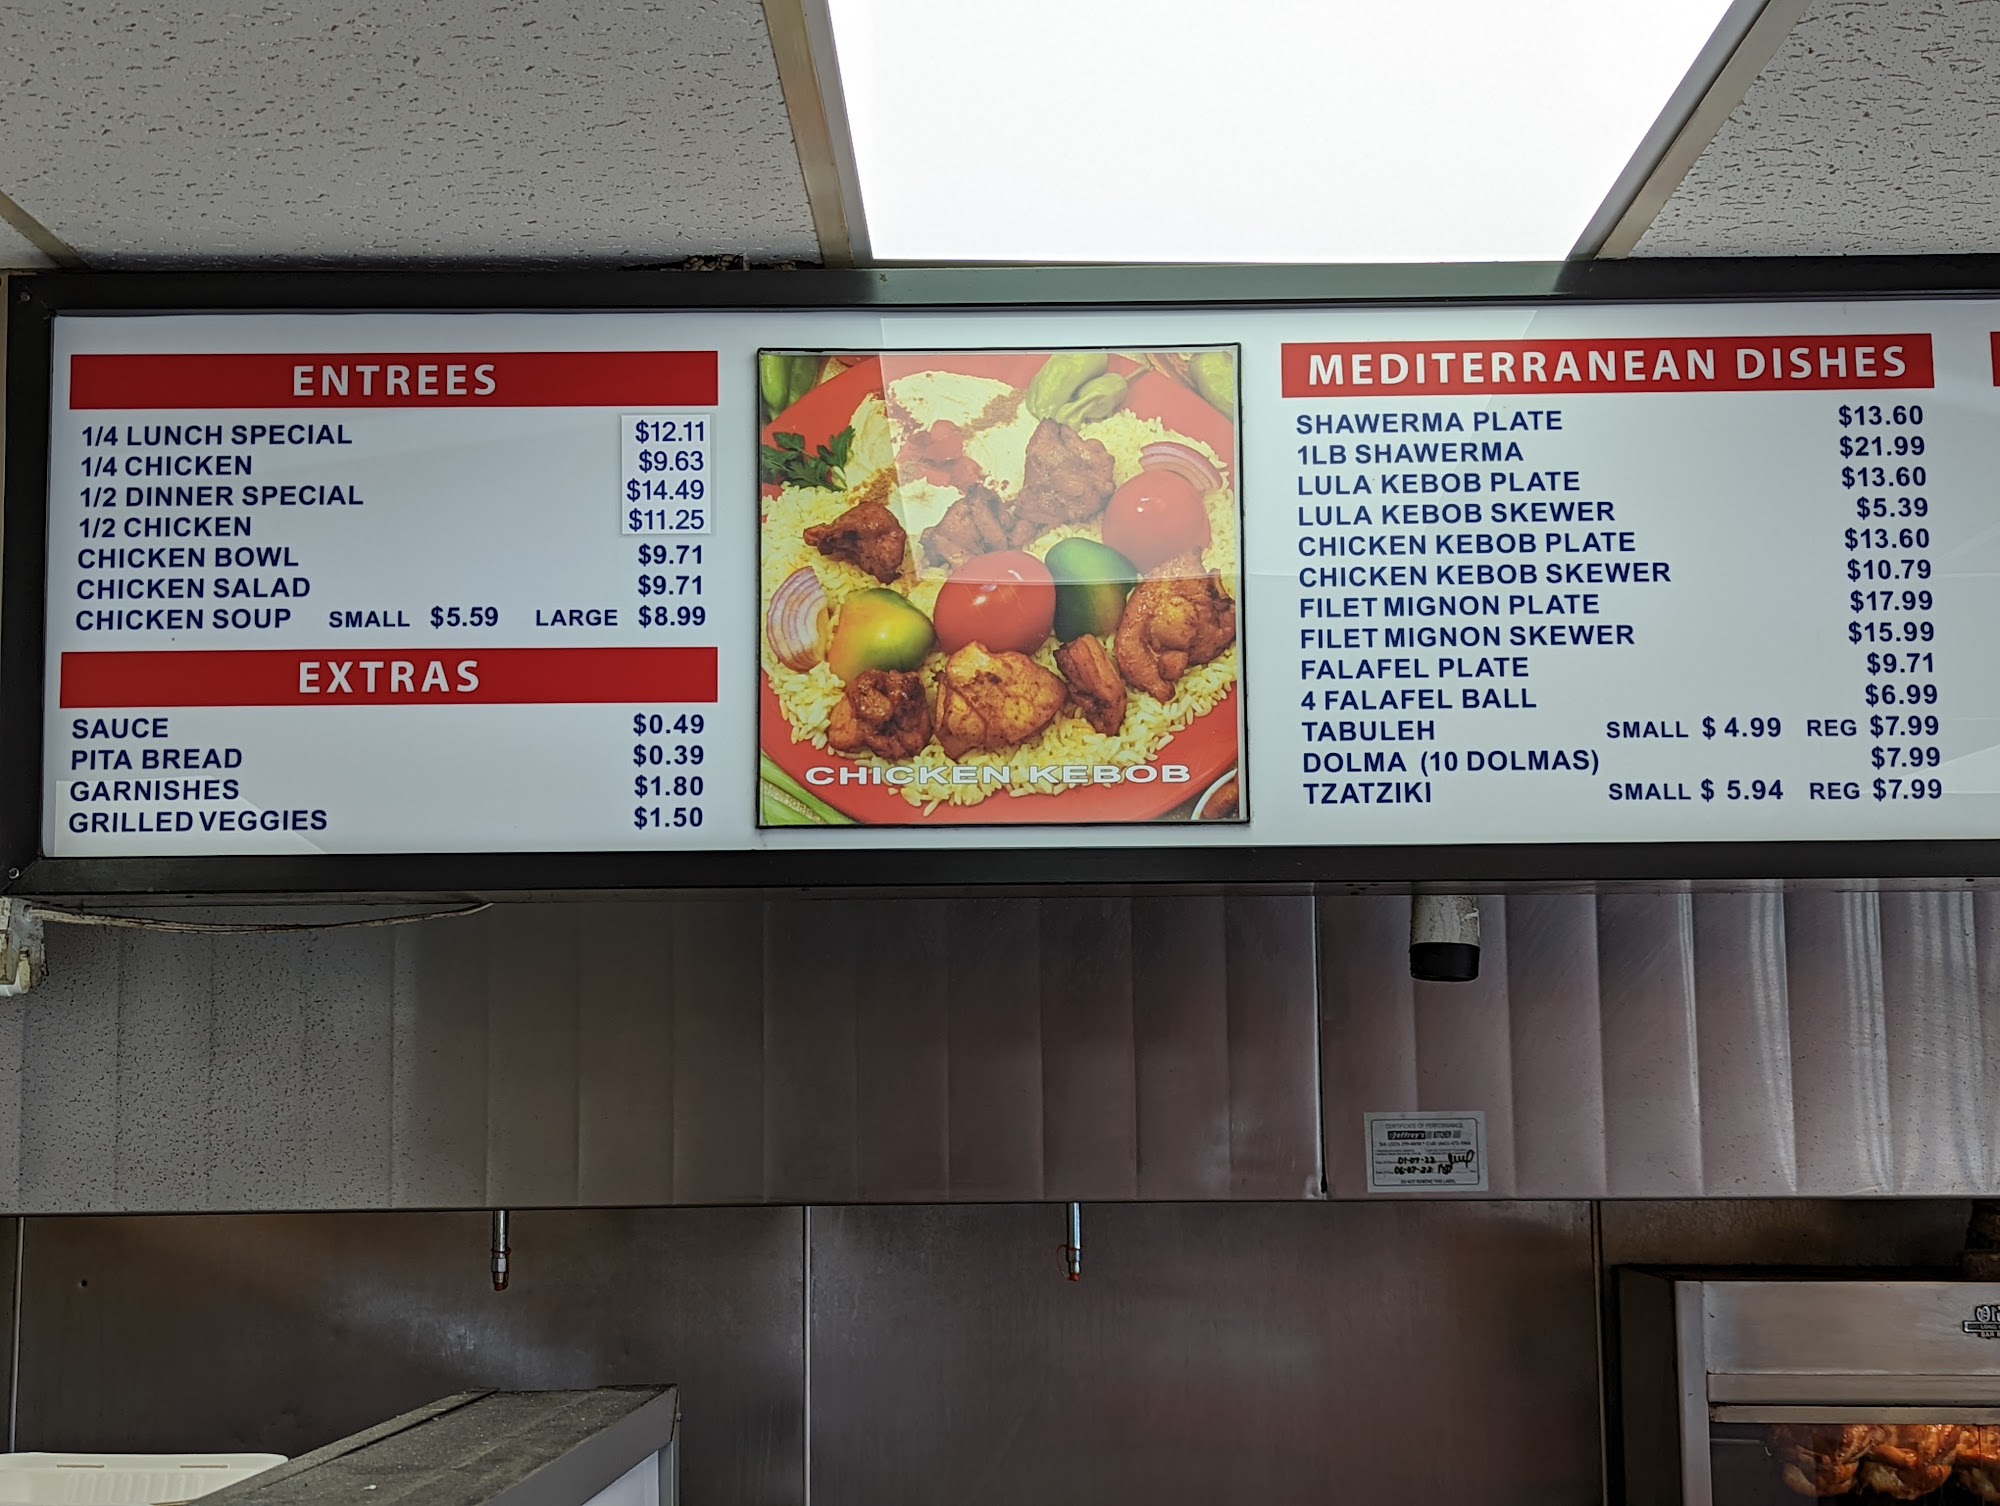 ENTREES
1/4 LUNCH SPECIAL $12.11
1/4 CHICKEN $9.63
1/2 DINNER SPECIAL $14.49
1/2 CHICKEN $11.25
CHICKEN BOWL $9.71
CHICKEN SALAD $9.71
CHICKEN SOUP SMALL $5.59 LARGE $8.99
EXTRAS
SAUCE $0.49
PITA BREAD $0.39
GARNISHES $1.80
GRILLED VEGGIES $1.50
CHICKEN KEBOB
MEDITERRANEAN DISHES
SHAWERMA PLATE $13.60
1LB SHAWERMA $21.99
LULA KEBOB PLATE $13.60
LULA KEBOB SKEWER $5.39
CHICKEN KEBOB PLATE $13.60
CHICKEN KEBOB SKEWER $10.79
FILET MIGNON PLATE $17.99
FILET MIGNON SKEWER $15.99
FALAFEL PLATE $9.71
4 FALAFEL BALL $6.99
TABULEH SMALL $ 4.99 REG $7.99
DOLMA (10 DOLMAS) $7.99
TZATZIKI SMALL $ 5.94 REG $7.99
CERTIFICATE OF PERFORMANCE
Jeffrey's KITCHEN